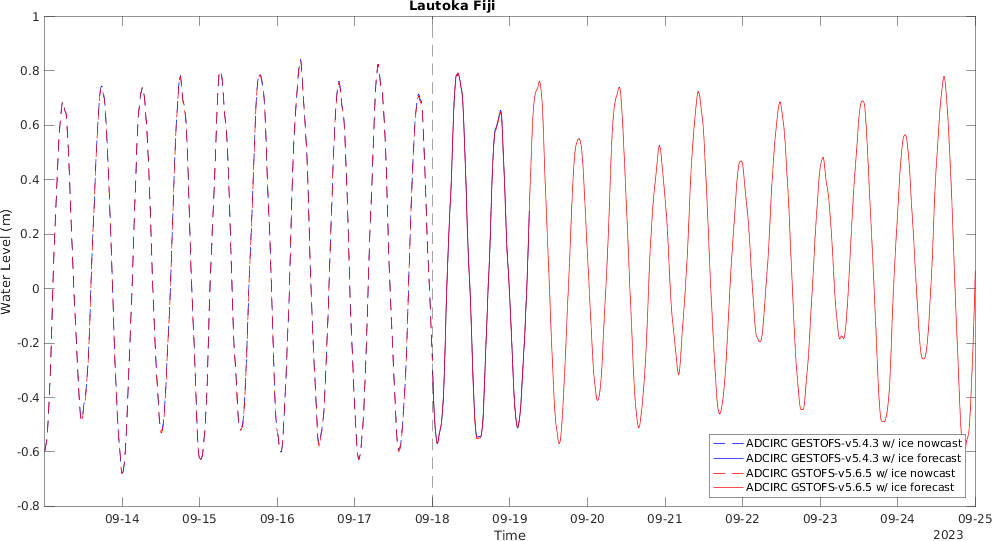 Lautoka Fiji
1
0.8
0.6
0.4
0.2
0
-0.2
-0.4
-0.6
-0.8
Water Level (m)
ADCIRC GESTOFS-v5.4.3 w/ ice nowcast
ADCIRC GESTOFS-v5.4.3 w/ ice forecast
ADCIRC GSTOFS-v5.6.5 w/ ice nowcast
ADCIRC GSTOFS-v5.6.5 w/ ice forecast
09-14 09-15 09-16 09-17 09-18 09-19 09-20 09-21 09-22 09-23 09-24 09-25
Time
2023